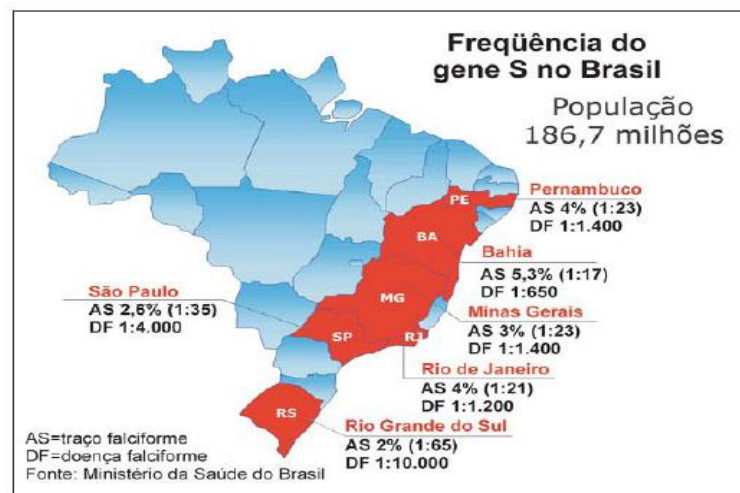 Freqüência do
gene S no Brasil
População
186,7 milhões
Pernambuco
AS 4% (1:23)
DF 1:1.400
PE
BA
Bahia
AS 5,3% (1:17)
DF 1:650
MG
São Paulo
AS 2,6% (1:35)
DF 1:4.000
Minas Gerais
AS 3% (1:23)
DF 1:1.400
SP
RJ
Rio de Janeiro
AS 4% (1:21)
DF 1:1.200
RS
Rio Grande do Sul
AS 2% (1:65)
DF 1:10.000
AS=traço falciforme
DF=doença falciforme
Fonte: Ministério da Saúde do Brasil